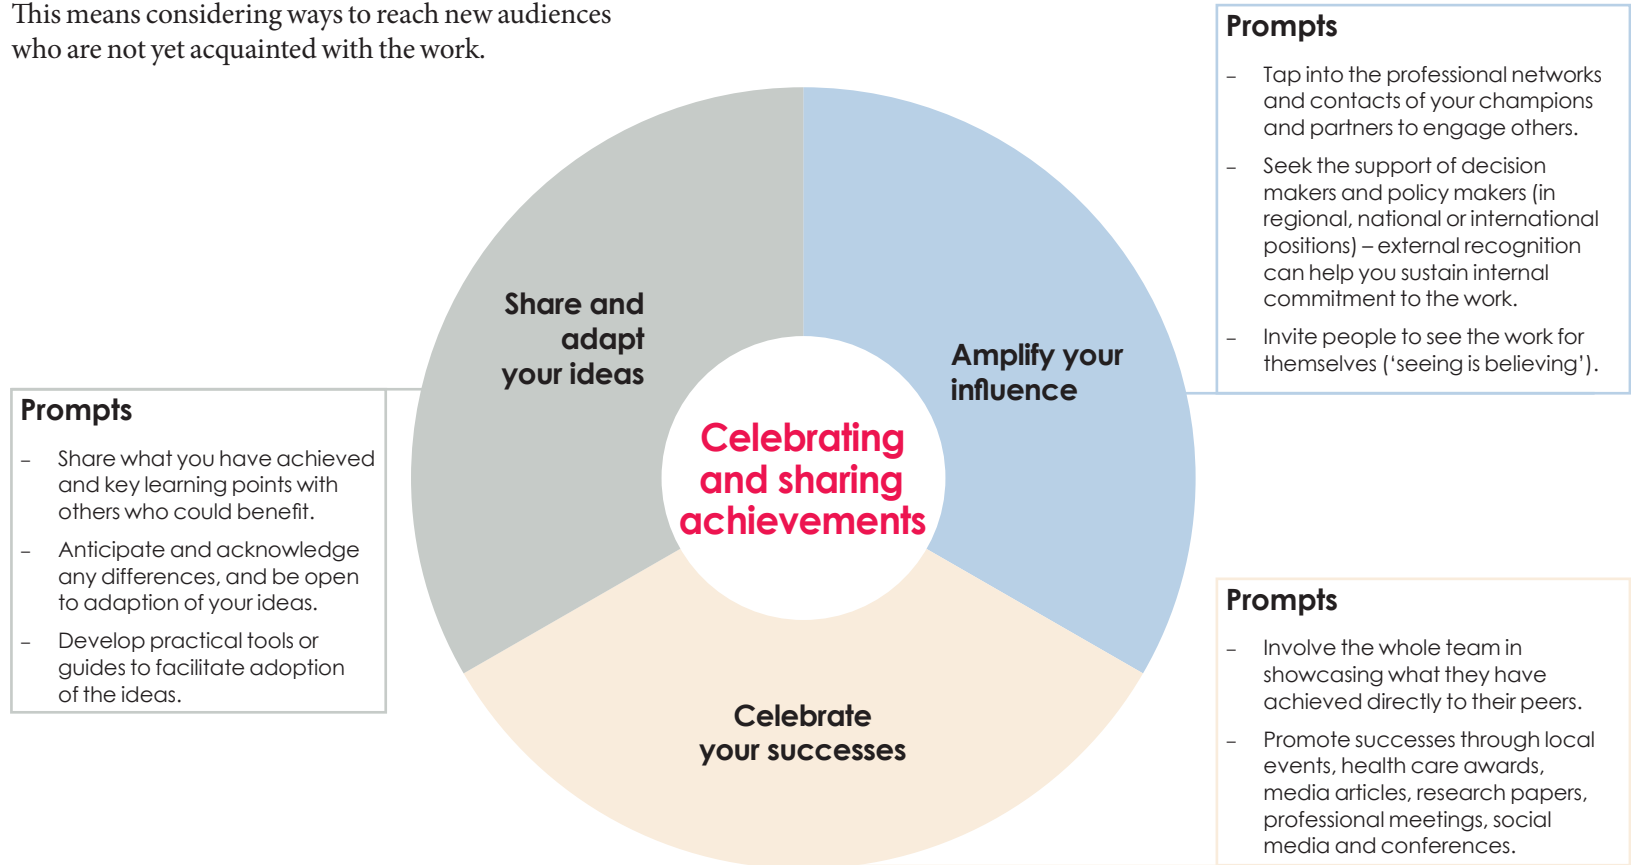 This means considering ways to reach new audiences
who are not yet acquainted with the work.
Prompts
– Tap into the professional networks
and contacts of your champions
and partners to engage others.
– Seek the support of decision
makers and policy makers (in
regional, national or international
positions) – external recognition
can help you sustain internal
commitment to the work.
– Invite people to see the work for
themselves (‘seeing is believing’).
Share and
adapt
your ideas
Amplify your
influence
Prompts
– Share what you have achieved
and key learning points with
others who could benefit.
– Anticipate and acknowledge
any differences, and be open
to adaption of your ideas.
– Develop practical tools or
guides to facilitate adoption
of the ideas.
Celebrating
and sharing
achievements
Celebrate
your successes
Prompts
– Involve the whole team in
showcasing what they have
achieved directly to their peers.
– Promote successes through local
events, health care awards,
media articles, research papers,
professional meetings, social
media and conferences.